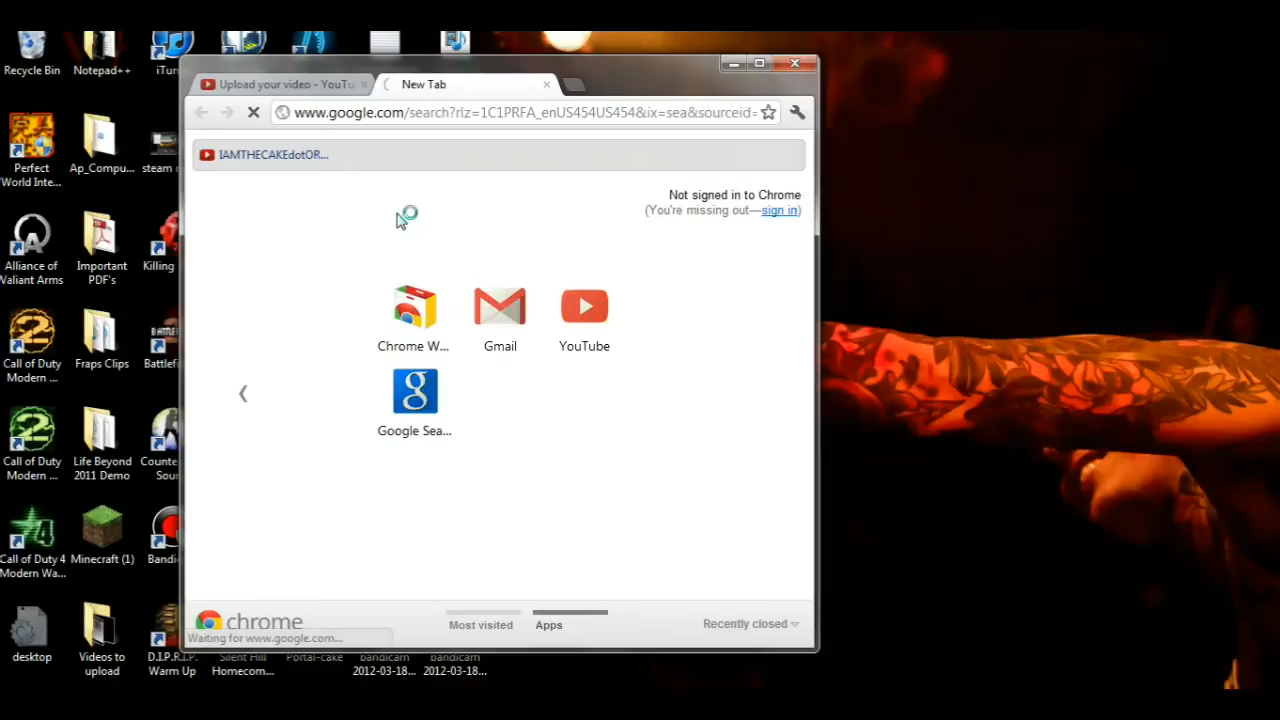 Upload your video - YouTu
New Tab
www.google.com/search?rlz=1C1PRFA_enUS454US454&ix=sea&sourceid=
IAMTHECAKEdotOR...
Not signed in to Chrome
(You're missing out—sign in)
Chrome W...
Gmail
YouTube
Google Sea...
chrome
Most visited
Apps
Recently closed
Waiting for www.google.com...
Recycle Bin
Notepad++
iTun
Perfect
World Inte...
Ap_Compu...
steam
Alliance of
Valiant Arms
Important
PDF's
Killing
Call of Duty
Modern ...
Fraps Clips
Battlefi
Call of Duty
Modern ...
Life Beyond
2011 Demo
Counte
Sour
Call of Duty 4
Modern Wa...
Minecraft (1)
Bandi
desktop
Videos to
upload
D.I.P.R.I.P.
Warm Up
Silent Hill
Homecom...
Portal-cake
bandicam
2012-03-18...
bandicam
2012-03-18...